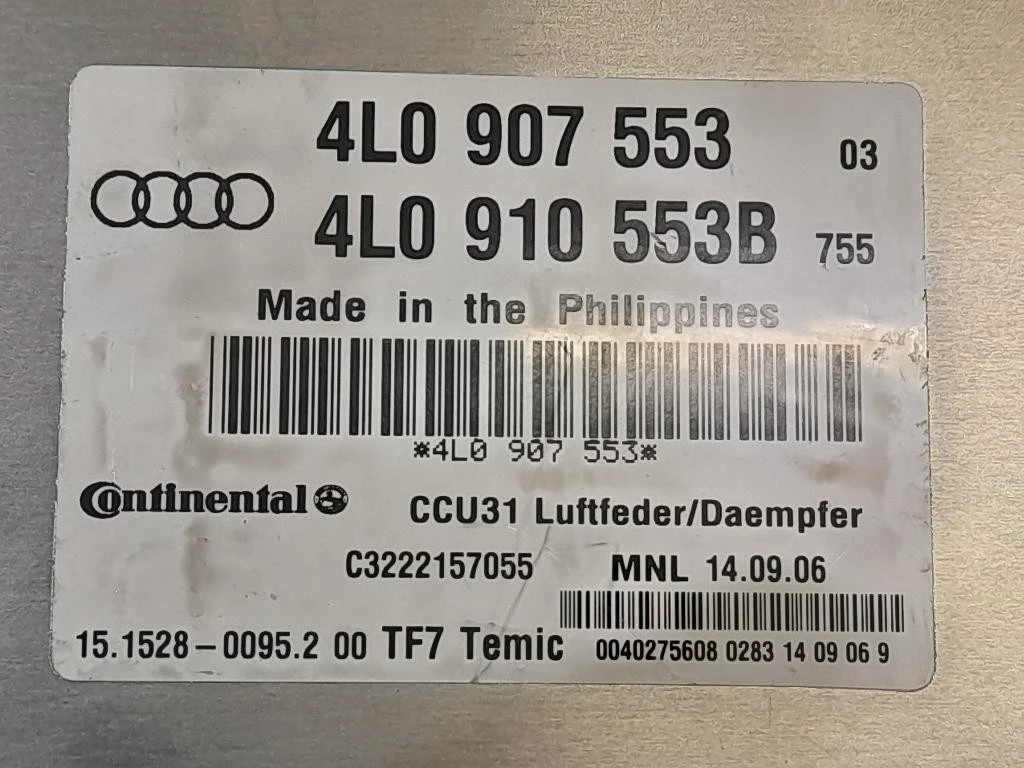 4L0 907 553 03
4L0 910 553B 755
Made in the Philippines
*4L0 907 553*
Continental
CCU31 Luftfeder/Daempfer
C3222157055 MNL 14.09.06
15.1528-0095.2 00 TF7 Temic 0040275608 0283 14 09 06 9